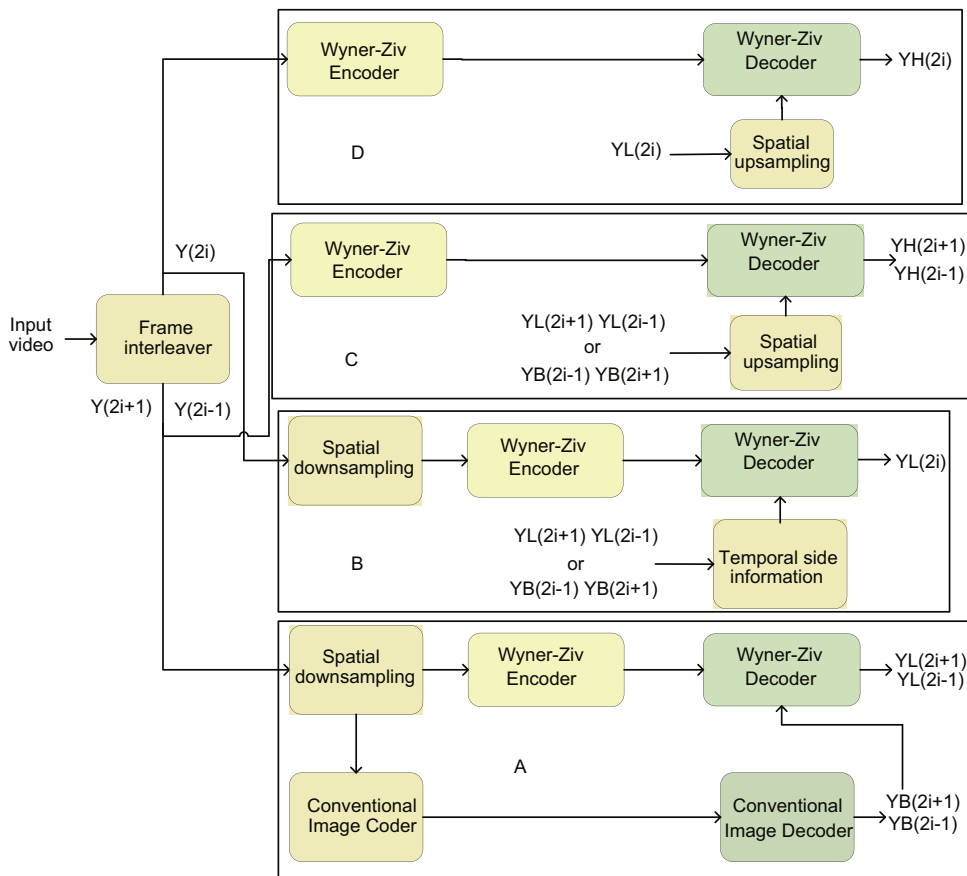 Wyner-Ziv
Encoder
Wyner-Ziv
Decoder
YH(2i)
D
YL(2i)
Spatial
upsampling
Y(2i)
Wyner-Ziv
Encoder
Wyner-Ziv
Decoder
YH(2i+1)
YH(2i-1)
Input
video
Frame
interleaver
C
YL(2i+1) YL(2i-1)
or
YB(2i-1) YB(2i+1)
Spatial
upsampling
Y(2i+1)
Y(2i-1)
Spatial
downsampling
Wyner-Ziv
Encoder
Wyner-Ziv
Decoder
YL(2i)
B
YL(2i+1) YL(2i-1)
or
YB(2i-1) YB(2i+1)
Temporal side
information
Spatial
downsampling
Wyner-Ziv
Encoder
Wyner-Ziv
Decoder
YL(2i+1)
YL(2i-1)
A
Conventional
Image Coder
Conventional
Image Decoder
YB(2i+1)
YB(2i-1)